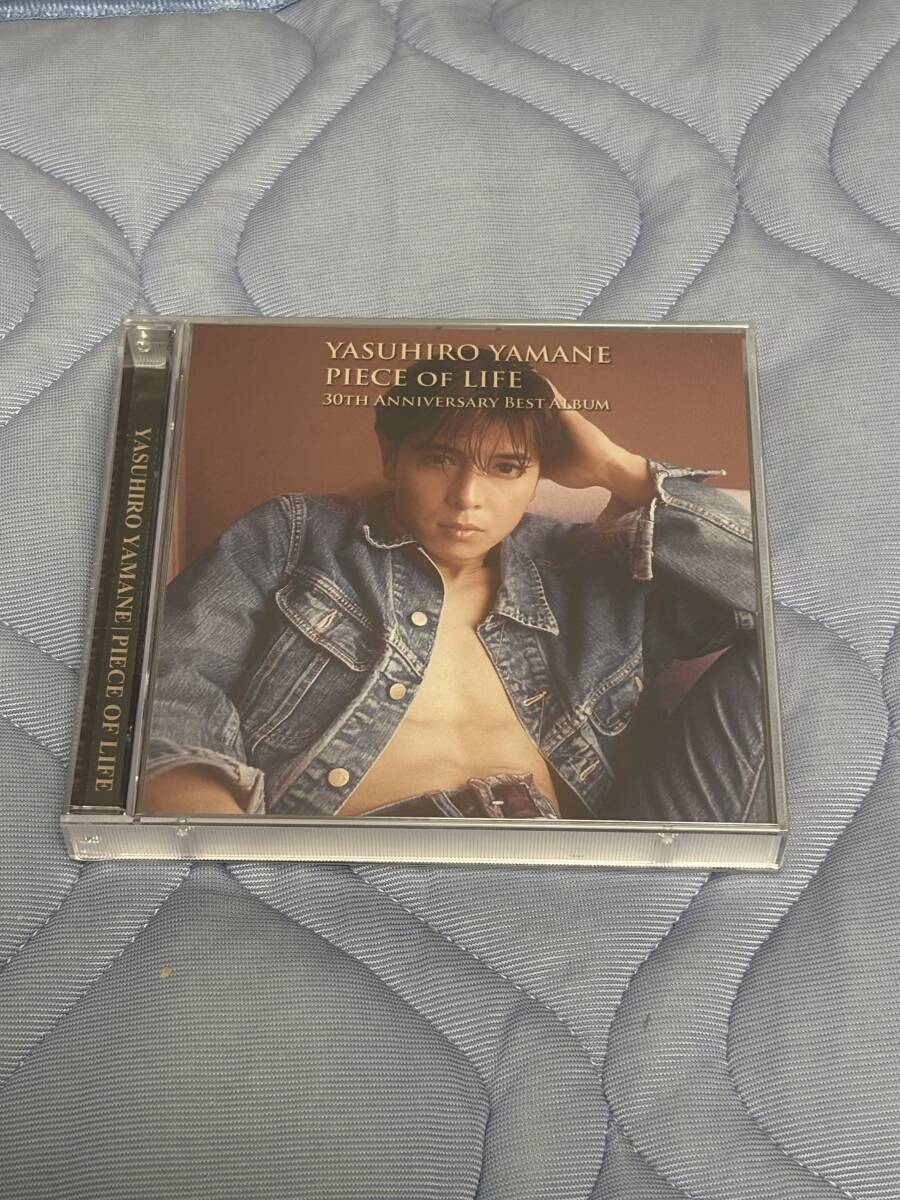 YASUHIRO YAMANE
PIECE OF LIFE
30TH ANNIVERSARY BEST ALBUM
YASUHIRO YAMANE | PIECE OF LIFE